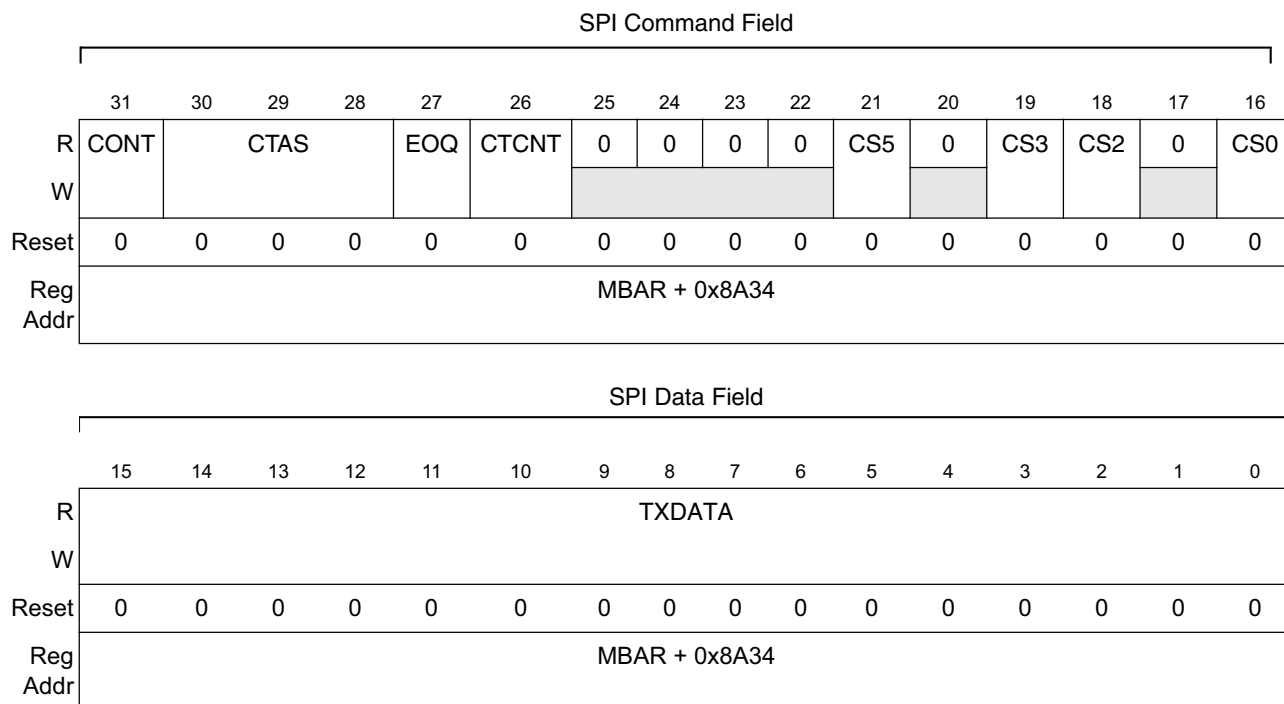 SPI Command Field
31 30 29 28 27 26 25 24 23 22 21 20 19 18 17 16
R CONT CTAS EOQ CTCNT 0 0 0 0 CS5 0 CS3 CS2 0 CS0
W
Reset 0 0 0 0 0 0 0 0 0 0 0 0 0 0 0 0
Reg MBAR + 0x8A34
Addr
SPI Data Field
15 14 13 12 11 10 9 8 7 6 5 4 3 2 1 0
R TXDATA
W
Reset 0 0 0 0 0 0 0 0 0 0 0 0 0 0 0 0
Reg MBAR + 0x8A34
Addr